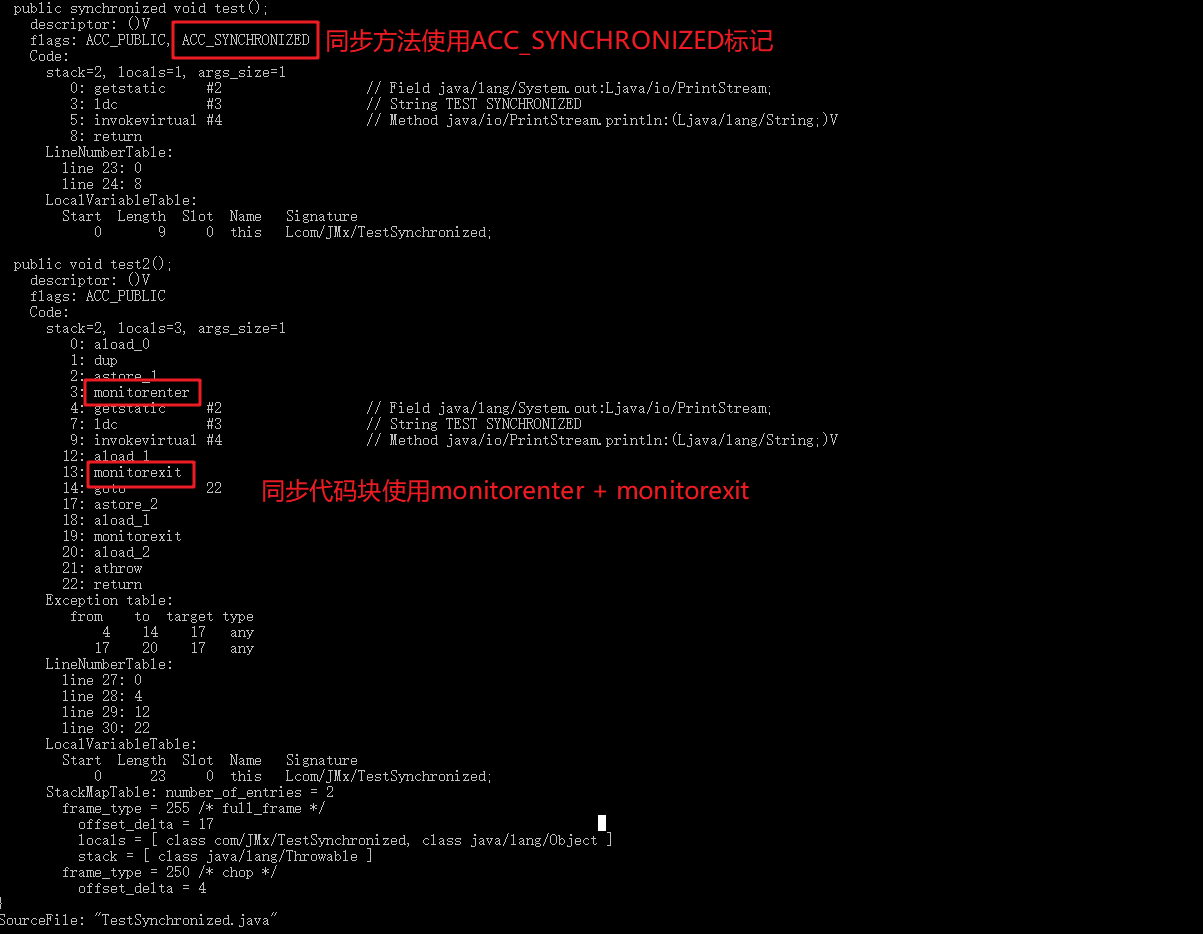 public synchronized void test();
descriptor: ()V
flags: ACC_PUBLIC, ACC_SYNCHRONIZED 同步方法使用ACC_SYNCHRONIZED标记
Code:
stack=2, locals=1, args_size=1
0: getstatic #2 // Field java/lang/System.out:Ljava/io/PrintStream;
3: ldc #3 // String TEST SYNCHRONIZED
5: invokevirtual #4 // Method java/io/PrintStream.println:(Ljava/lang/String;)V
8: return
LineNumberTable:
line 23: 0
line 24: 8
LocalVariableTable:
Start Length Slot Name Signature
0 9 0 this Lcom/JMx/TestSynchronized;
public void test2();
descriptor: ()V
flags: ACC_PUBLIC
Code:
stack=2, locals=3, args_size=1
0: aload_0
1: dup
2: astore_1
3: monitorenter
4: getstatic #2 // Field java/lang/System.out:Ljava/io/PrintStream;
7: ldc #3 // String TEST SYNCHRONIZED
9: invokevirtual #4 // Method java/io/PrintStream.println:(Ljava/lang/String;)V
12: aload_1
13: monitorexit
14: goto 22
同步代码块使用monitorenter + monitorexit
17: astore_2
18: aload_1
19: monitorexit
20: aload_2
21: athrow
22: return
Exception table:
from to target type
4 14 17 any
17 20 17 any
LineNumberTable:
line 27: 0
line 28: 4
line 29: 12
line 30: 22
LocalVariableTable:
Start Length Slot Name Signature
0 23 0 this Lcom/JMx/TestSynchronized;
StackMapTable: number_of_entries = 2
frame_type = 255 /* full_frame */
offset_delta = 17
locals = [ class com/JMx/TestSynchronized, class java/lang/Object ]
stack = [ class java/lang/Throwable ]
frame_type = 250 /* chop */
offset_delta = 4
}
SourceFile: "TestSynchronized.java"